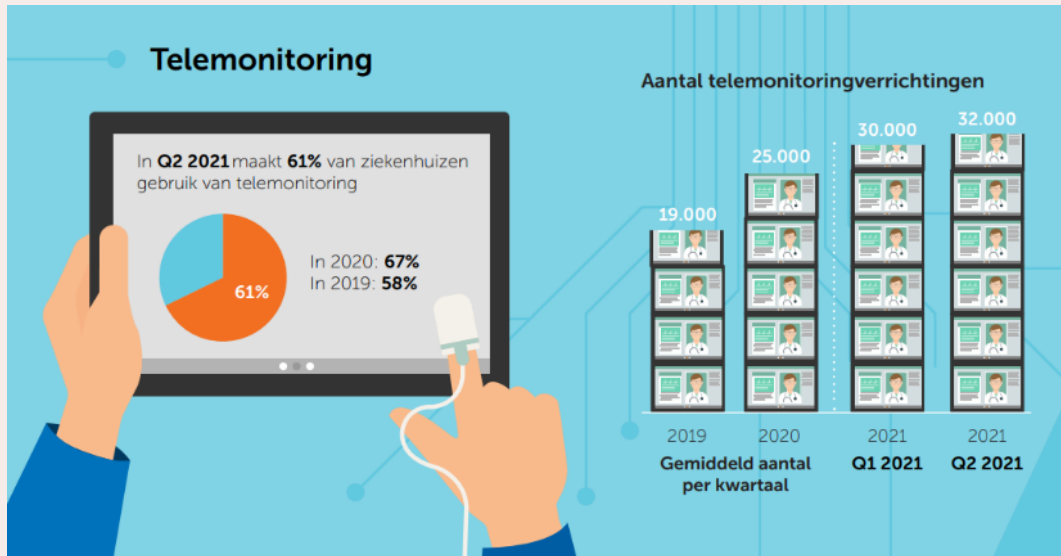 Telemonitoring
In Q2 2021 maakt 61% van ziekenhuizen
gebruik van telemonitoring
61%
In 2020: 67%
In 2019: 58%
Aantal telemonitoringverrichtingen
19.000
25.000
30.000
32.000
2019
2020
2021
2021
Gemiddeld aantal
per kwartaal
Q1 2021
Q2 2021